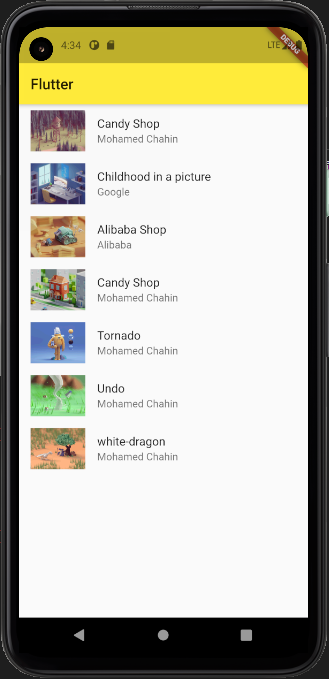 4:34
LTE
DEBUG
Flutter
Candy Shop
Mohamed Chahin
Childhood in a picture
Google
Alibaba Shop
Alibaba
Candy Shop
Mohamed Chahin
Tornado
Mohamed Chahin
Undo
Mohamed Chahin
white-dragon
Mohamed Chahin